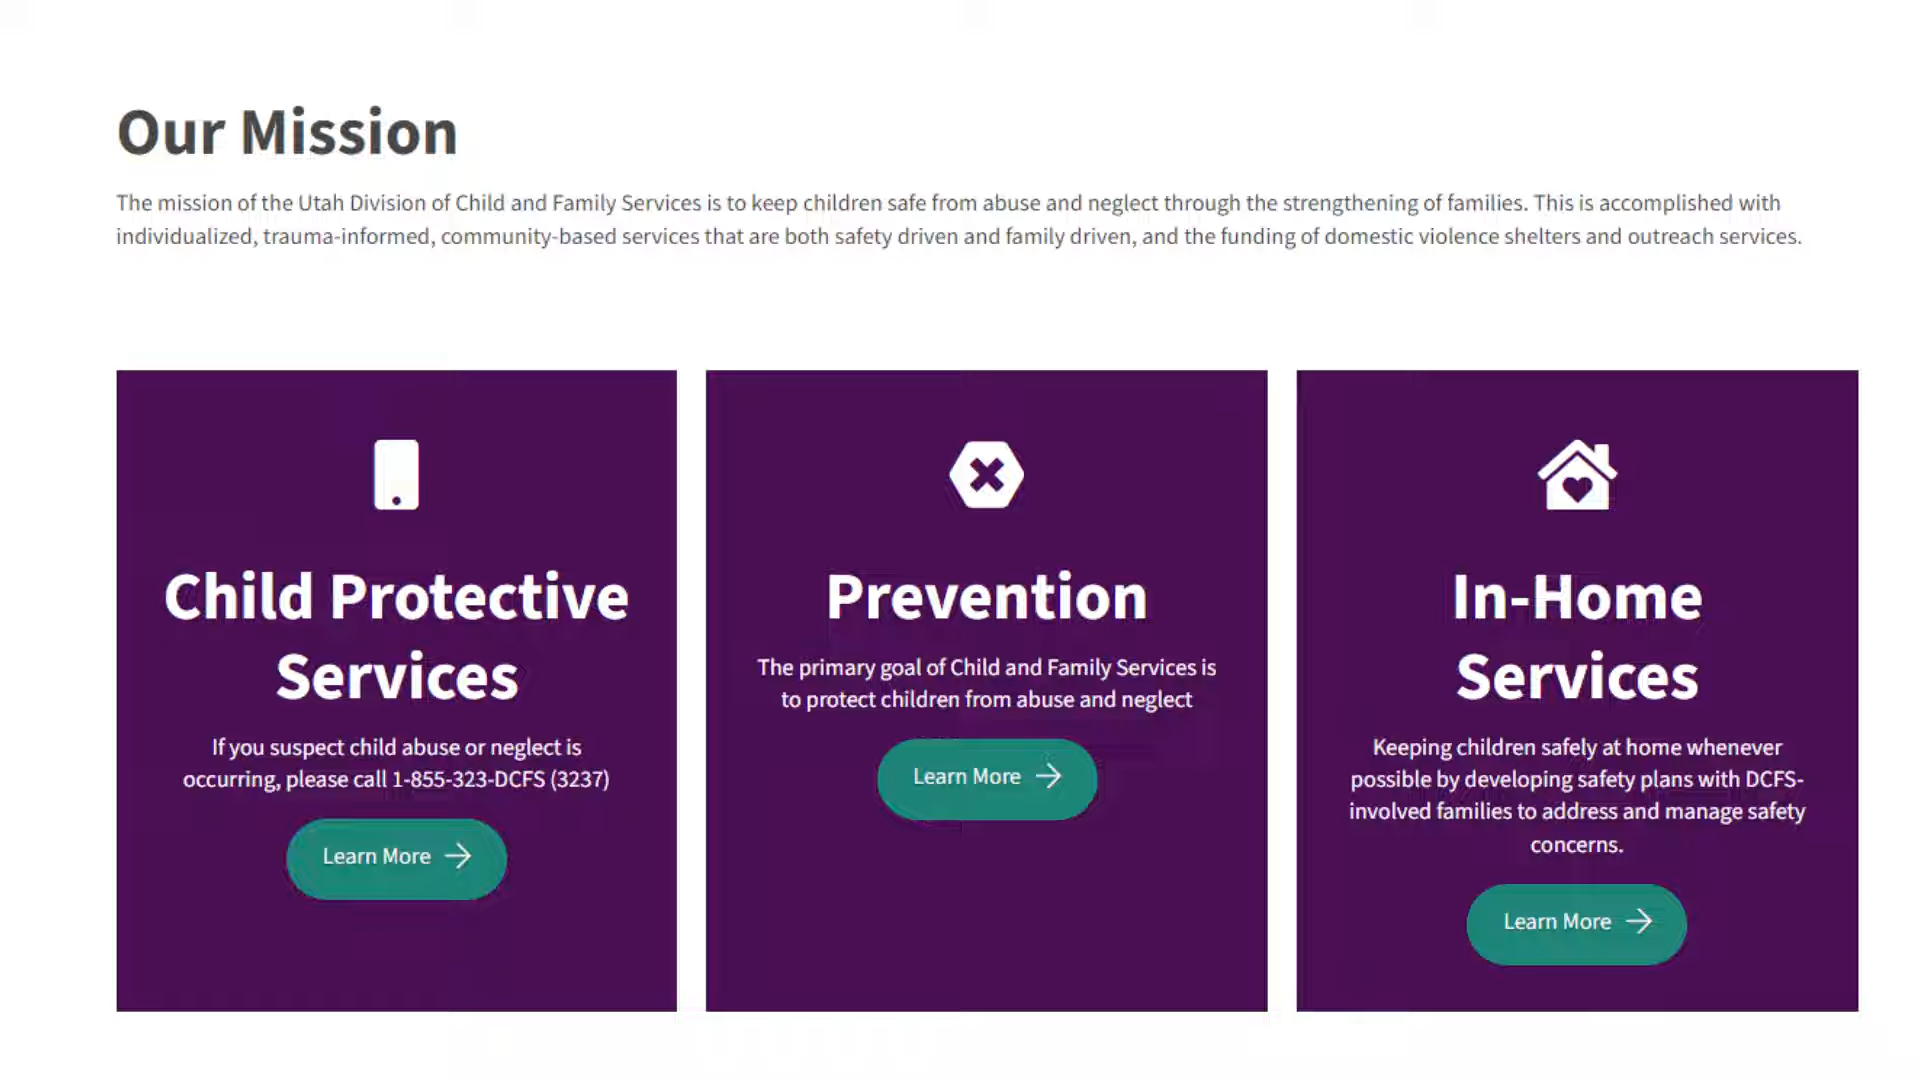 Our Mission
The mission of the Utah Division of Child and Family Services is to keep children safe from abuse and neglect through the strengthening of families. This is accomplished with
individualized, trauma-informed, community-based services that are both safety driven and family driven, and the funding of domestic violence shelters and outreach services.
Child Protective
Services
If you suspect child abuse or neglect is
occurring, please call 1-855-323-DCFS (3237)
Learn More
Prevention
The primary goal of Child and Family Services is
to protect children from abuse and neglect
Learn More
In-Home
Services
Keeping children safely at home whenever
possible by developing safety plans with DCFS-
involved families to address and manage safety
concerns.
Learn More